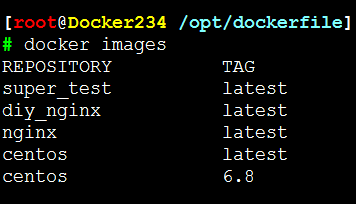 [root@Docker234 /opt/dockerfile]
# docker images
REPOSITORY TAG
super_test latest
diy_nginx latest
nginx latest
centos latest
centos 6.8